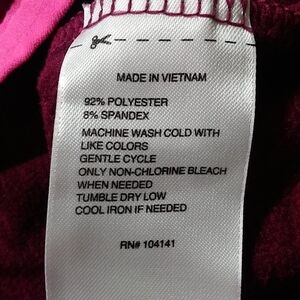 MADE IN VIETNAM
92% POLYESTER
8% SPANDEX
MACHINE WASH COLD WITH
LIKE COLORS
GENTLE CYCLE
ONLY NON-CHLORINE BLEACH
WHEN NEEDED
TUMBLE DRY LOW
COOL IRON IF NEEDED
RN# 104141